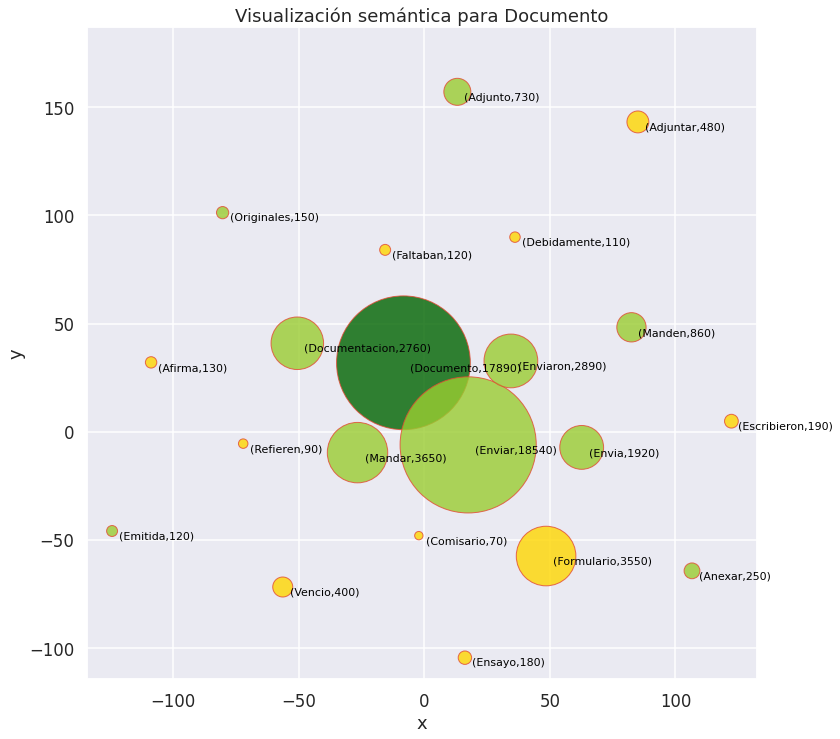 Visualización semántica para Documento
150
100
50
0
−50
−100
y
(Adjunto,730)
(Adjuntar,480)
(Originales,150)
(Debidamente,110)
(Faltaban,120)
(Manden,860)
(Documentacion,2760)
(Afirma,130)
(Documento,17890)
(Enviaron,2890)
(Escribieron,190)
(Refieren,90)
(Enviar,18540)
(Envia,1920)
(Mandar,3650)
(Emitida,120)
(Comisario,70)
(Formulario,3550)
(Anexar,250)
(Vencio,400)
(Ensayo,180)
−100
−50
0
50
100
x